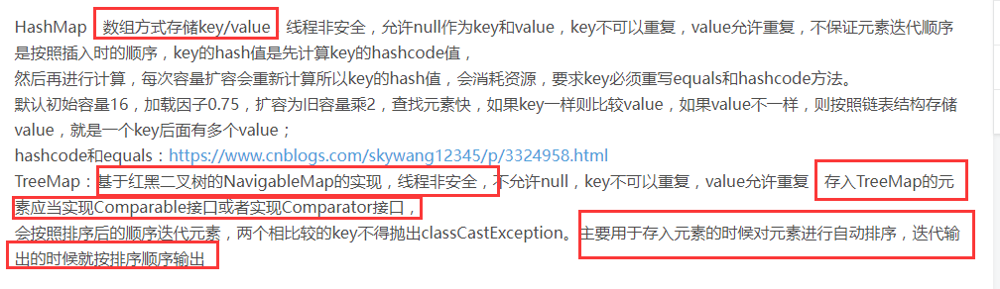 HashMap 数组方式存储key/value 线程非安全，允许null作为key和value，key不可以重复，value允许重复，不保证元素迭代顺序
是按照插入时的顺序，key的hash值是先计算key的hashcode值，
然后再进行计算，每次容量扩容会重新计算所以key的hash值，会消耗资源，要求key必须重写equals和hashcode方法。
默认初始容量16，加载因子0.75，扩容为旧容量乘2，查找元素快，如果key一样则比较value，如果value不一样，则按照链表结构存储
value，就是一个key后面有多个value；
hashcode和equals：https://www.cnblogs.com/skywang12345/p/3324958.html
TreeMap：基于红黑二叉树的NavigableMap的实现，线程非安全，不允许null，key不可以重复，value允许重复 存入TreeMap的元
素应当实现Comparable接口或者实现Comparator接口，
会按照排序后的顺序迭代元素，两个相比较的key不得抛出classCastException。主要用于存入元素的时候对元素进行自动排序，迭代输
出的时候就按排序顺序输出